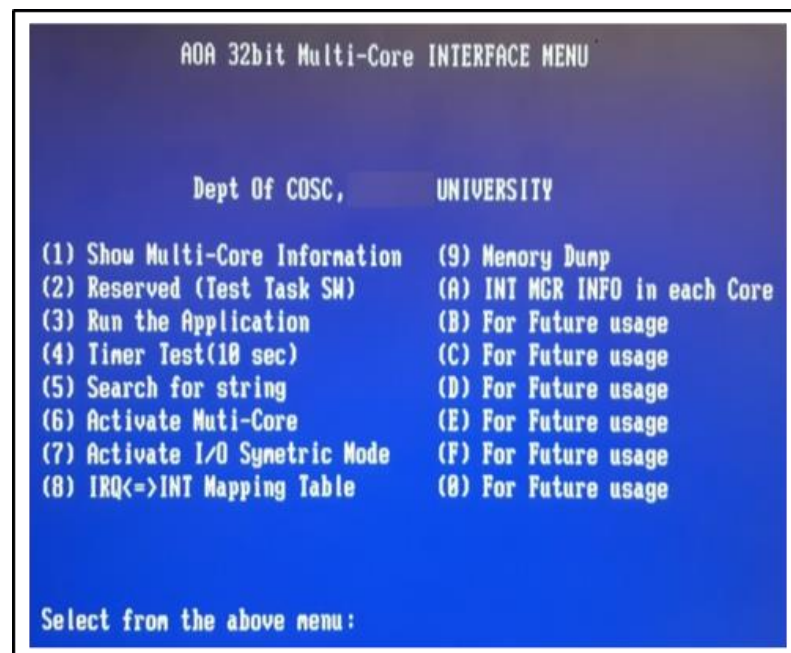 AOA 32bit Multi-Core INTERFACE MENU
Dept Of COSC, UNIVERSITY
(1) Show Multi-Core Information (9) Memory Dump
(2) Reserved (Test Task SW) (A) INT MGR INFO in each Core
(3) Run the Application (B) For Future usage
(4) Timer Test(10 sec) (C) For Future usage
(5) Search for string (D) For Future usage
(6) Activate Muti-Core (E) For Future usage
(7) Activate I/O Symetric Mode (F) For Future usage
(8) IRQ<=>INT Mapping Table (0) For Future usage
Select from the above menu: